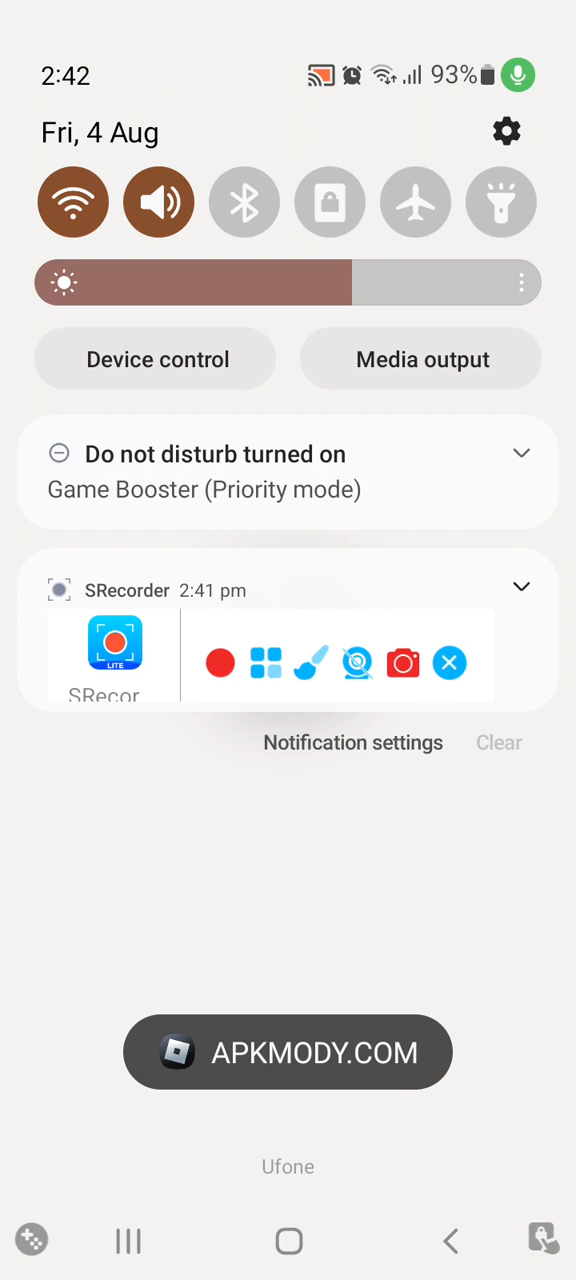 2:42
93%
Fri, 4 Aug
Device control
Media output
Do not disturb turned on
Game Booster (Priority mode)
SRecorder 2:41 pm
LITE
SRecor
Notification settings
Clear
APKMODY.COM
Ufone